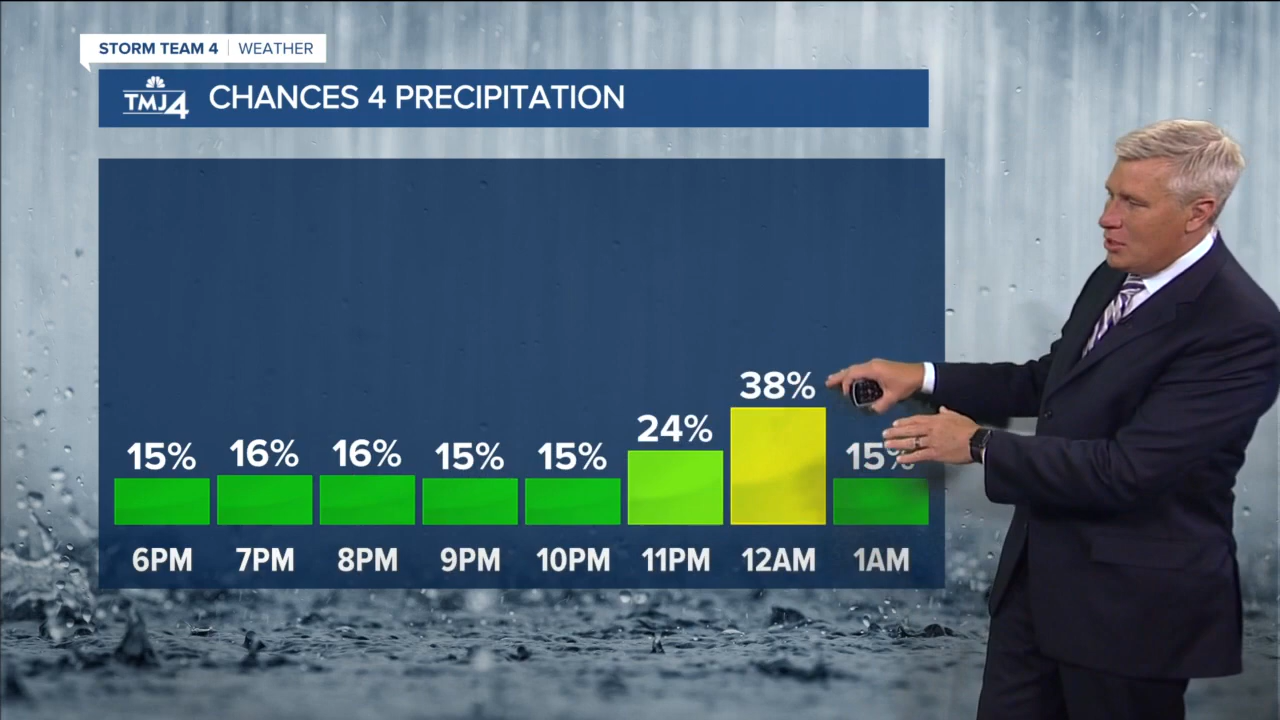 STORM TEAM 4 | WEATHER
TMJ4 CHANCES 4 PRECIPITATION
15% 16% 16% 15% 15% 24% 38% 15%
6PM 7PM 8PM 9PM 10PM 11PM 12AM 1AM